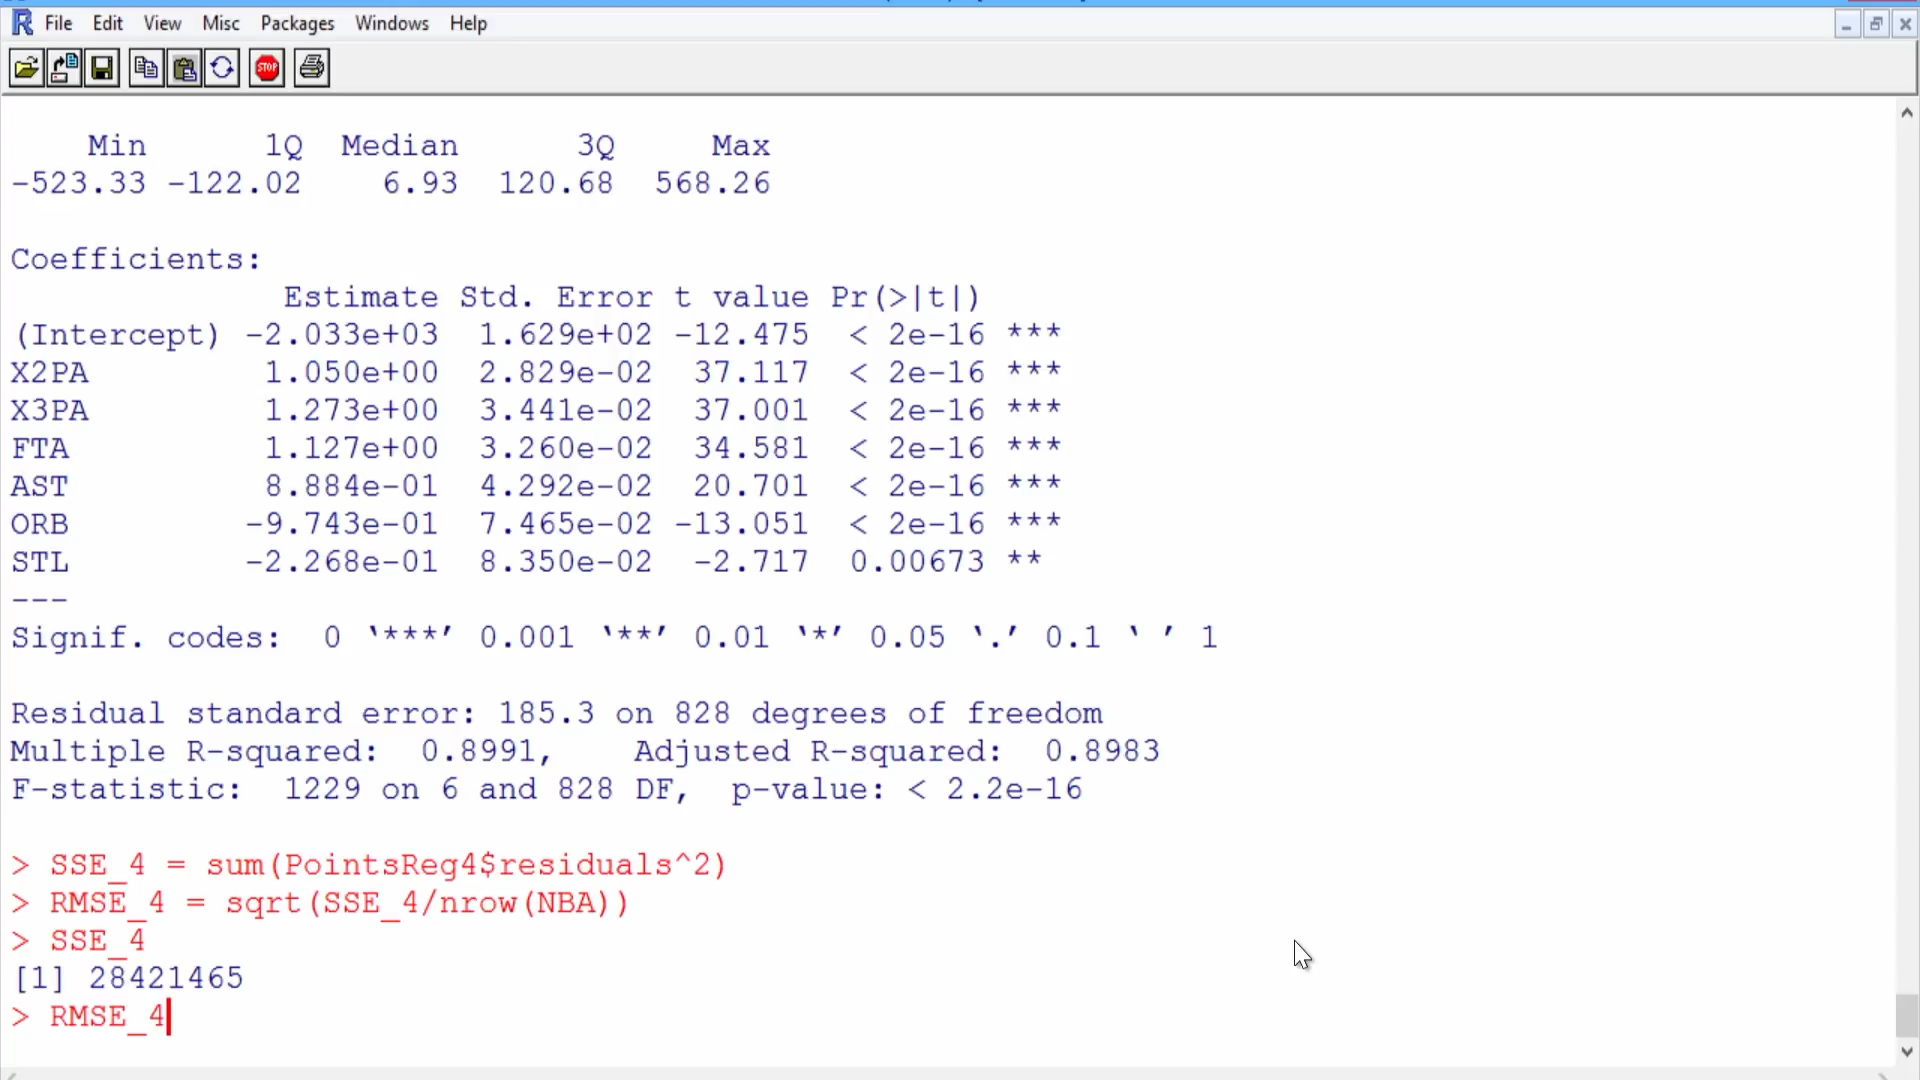 File Edit View Misc Packages Windows Help
STOP
    Min      1Q  Median      3Q     Max
-523.33 -122.02    6.93  120.68  568.26
Coefficients:
              Estimate Std. Error t value Pr(>|t|)
(Intercept) -2.033e+03  1.629e+02 -12.475  < 2e-16 ***
X2PA         1.050e+00  2.829e-02  37.117  < 2e-16 ***
X3PA         1.273e+00  3.441e-02  37.001  < 2e-16 ***
FTA          1.127e+00  3.260e-02  34.581  < 2e-16 ***
AST          8.884e-01  4.292e-02  20.701  < 2e-16 ***
ORB         -9.743e-01  7.465e-02 -13.051  < 2e-16 ***
STL         -2.268e-01  8.350e-02  -2.717  0.00673 **
---
Signif. codes:  0 ‘***’ 0.001 ‘**’ 0.01 ‘*’ 0.05 ‘.’ 0.1 ‘ ’ 1
Residual standard error: 185.3 on 828 degrees of freedom
Multiple R-squared:  0.8991,    Adjusted R-squared:  0.8983
F-statistic:  1229 on 6 and 828 DF,  p-value: < 2.2e-16
> SSE_4 = sum(PointsReg4$residuals^2)
> RMSE_4 = sqrt(SSE_4/nrow(NBA))
> SSE_4
[1] 28421465
> RMSE_4